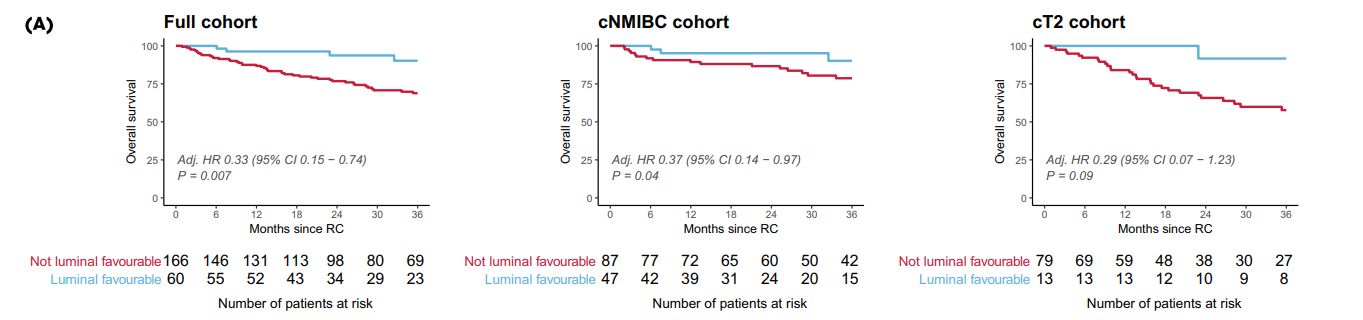 (A)
Full cohort
Overall survival
100
75
50
25
0
Adj. HR 0.33 (95% CI 0.15 − 0.74)
P = 0.007
0 6 12 18 24 30 36
Months since RC
Not luminal favourable 166 146 131 113 98 80 69
Luminal favourable 60 55 52 43 34 29 23
Number of patients at risk
cNMIBC cohort
Overall survival
100
75
50
25
0
Adj. HR 0.37 (95% CI 0.14 − 0.97)
P = 0.04
0 6 12 18 24 30 36
Months since RC
Not luminal favourable 87 77 72 65 60 50 42
Luminal favourable 47 42 39 31 24 20 15
Number of patients at risk
cT2 cohort
Overall survival
100
75
50
25
0
Adj. HR 0.29 (95% CI 0.07 − 1.23)
P = 0.09
0 6 12 18 24 30 36
Months since RC
Not luminal favourable 79 69 59 48 38 30 27
Luminal favourable 13 13 13 12 10 9 8
Number of patients at risk